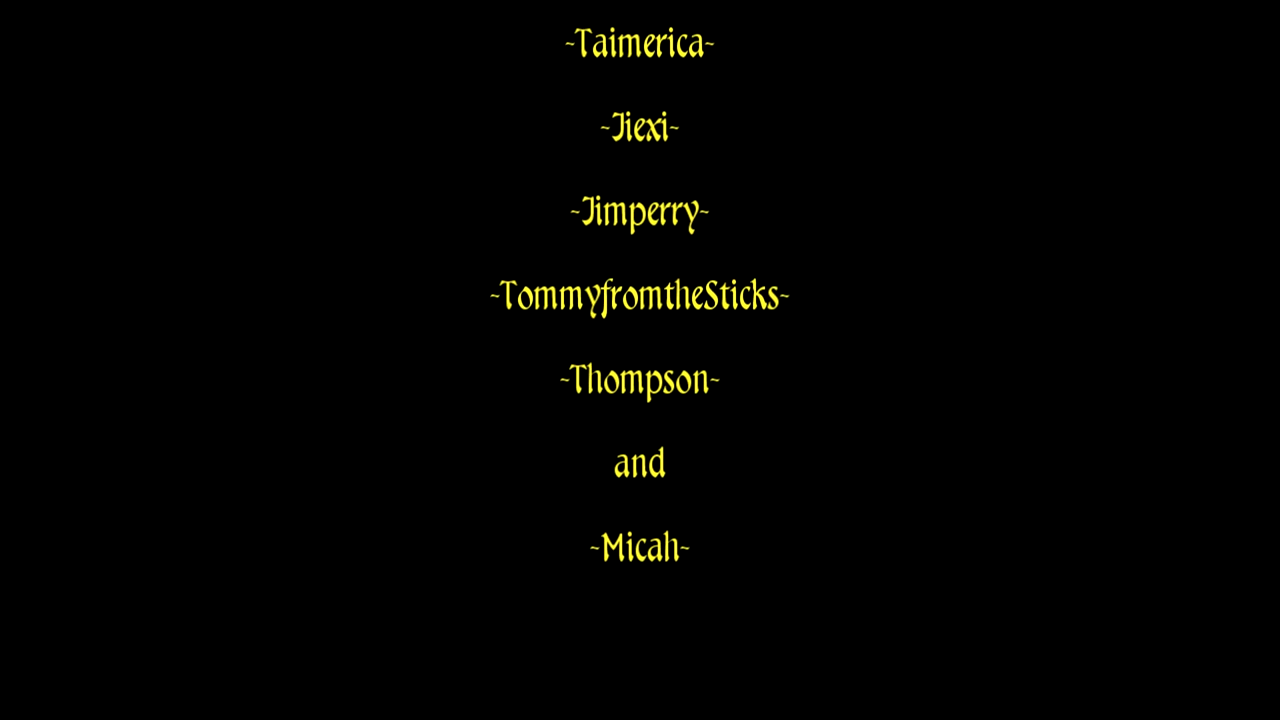 ~Taimerica~
~Jiexi~
~Jimperry~
~TommyfromtheSticks~
~Thompson~
and
~Micah~